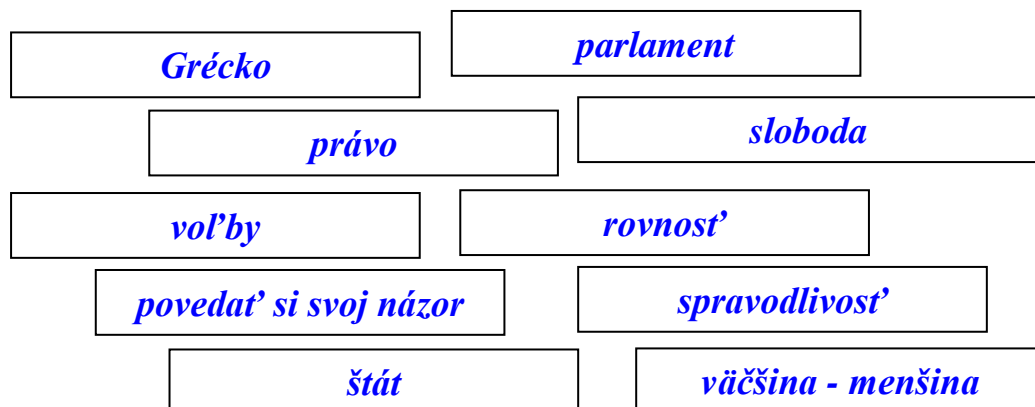 Grécko
parlament
právo
sloboda
voľby
rovnosť
povedať si svoj názor
spravodlivosť
štát
väčšina - menšina